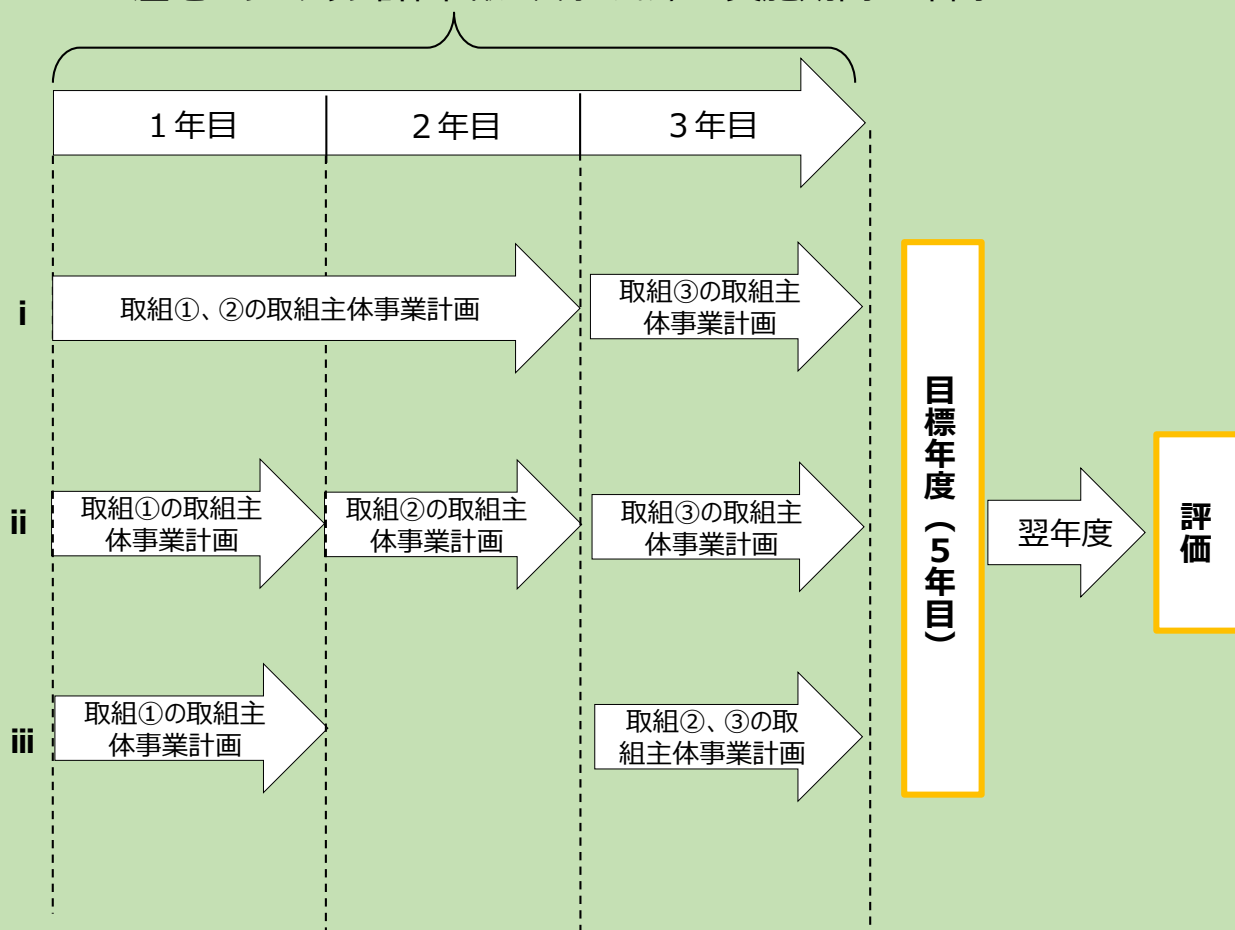 1年目
2年目
3年目
i
取組①、②の取組主体事業計画
取組③の取組主
体事業計画
ii
取組①の取組主
体事業計画
取組②の取組主
体事業計画
取組③の取組主
体事業計画
iii
取組①の取組主
体事業計画
取組②、③の取
組主体事業計画
目標年度（5年目）
翌年度
評価